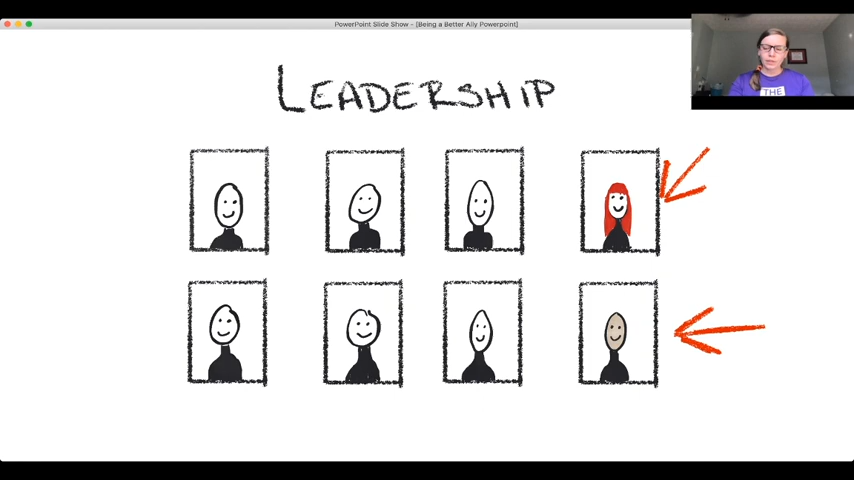 PowerPoint Slide Show - [Being a Better Ally Powerpoint]
LEADERSHIP
THE